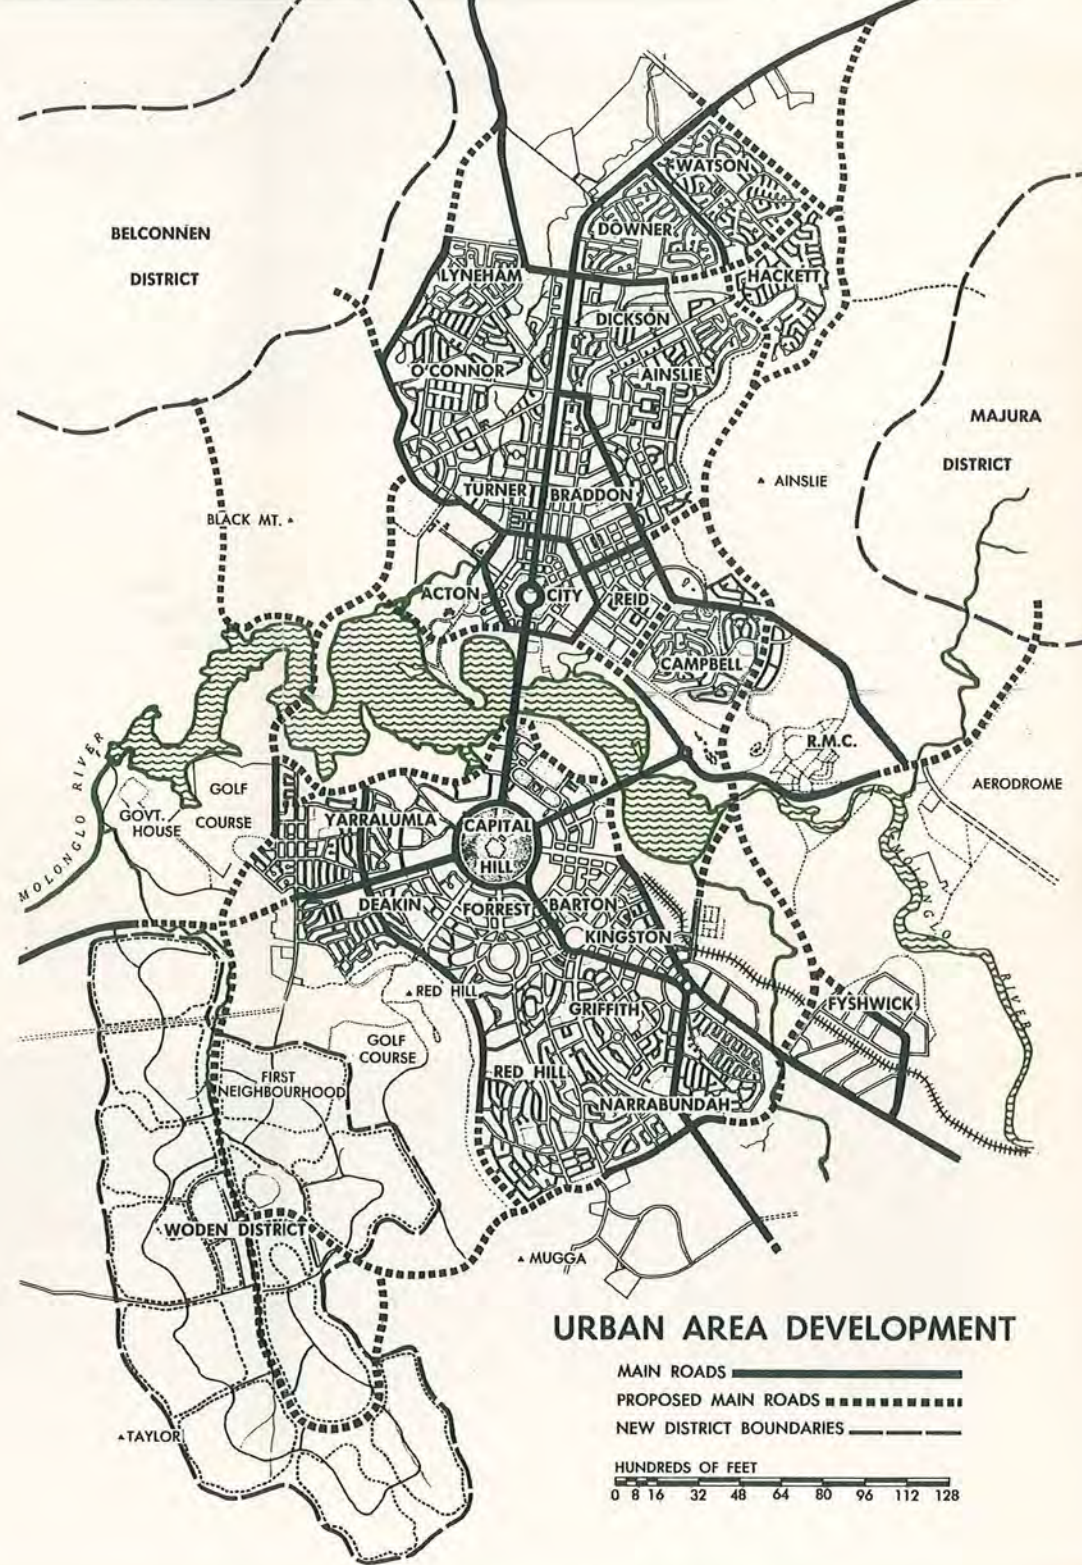 WATSON
DOWNER
BELCONNEN
DISTRICT
LYNEHAM
HACKETT
DICKSON
O'CONNOR
AINSLIE
MAJURA
DISTRICT
TURNER
BRADDON
AINSLIE
BLACK MT.
ACTON
CITY
REID
CAMPBELL
R.M.C.
MOLONGLO RIVER
GOLF
COURSE
GOVT.
HOUSE
AERODROME
YARRALUMLA
CAPITAL
HILL
MOLONGLO
RIVER
DEAKIN
FORREST
BARTON
KINGSTON
RED HILL
FYSHWICK
GRIFFITH
GOLF
COURSE
FIRST
NEIGHBOURHOOD
RED HILL
NARRABUNDAH
WODEN DISTRICT
MUGGA
TAYLOR
URBAN AREA DEVELOPMENT
MAIN ROADS
PROPOSED MAIN ROADS
NEW DISTRICT BOUNDARIES
HUNDREDS OF FEET
0 8 16 32 48 64 80 96 112 128